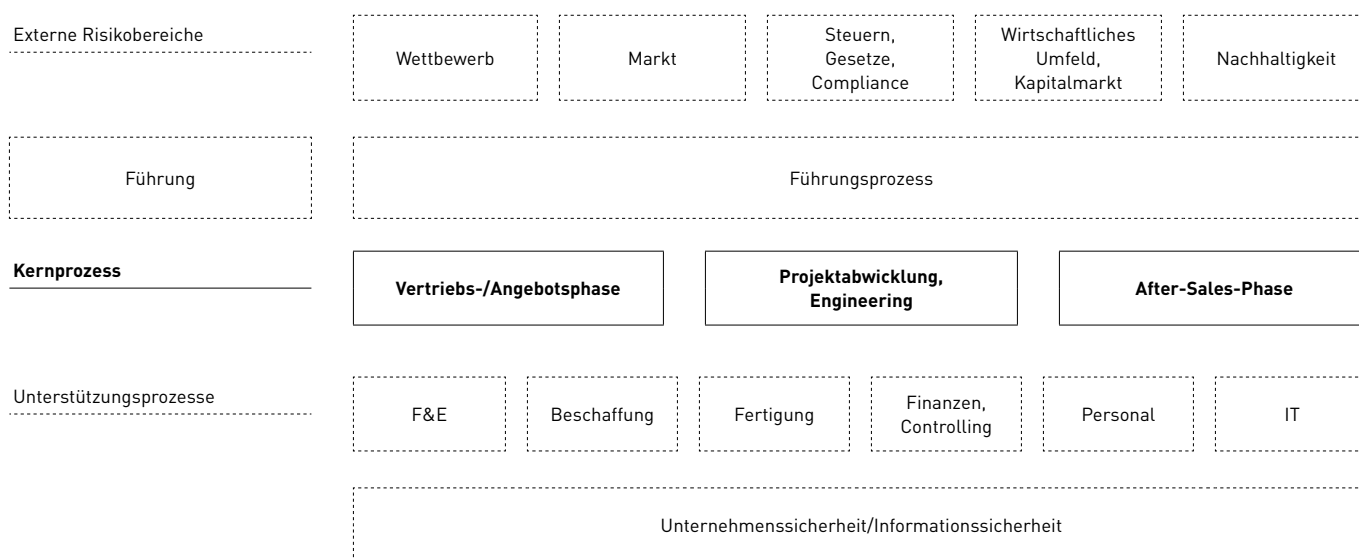 Externe Risikobereiche
Wettbewerb
Markt
Steuern,
Gesetze,
Compliance
Wirtschaftliches
Umfeld,
Kapitalmarkt
Nachhaltigkeit
Führung
Führungsprozess
Kernprozess
Vertriebs-/Angebotsphase
Projektabwicklung,
Engineering
After-Sales-Phase
Unterstützungsprozesse
F&E
Beschaffung
Fertigung
Finanzen,
Controlling
Personal
IT
Unternehmenssicherheit/Informationssicherheit